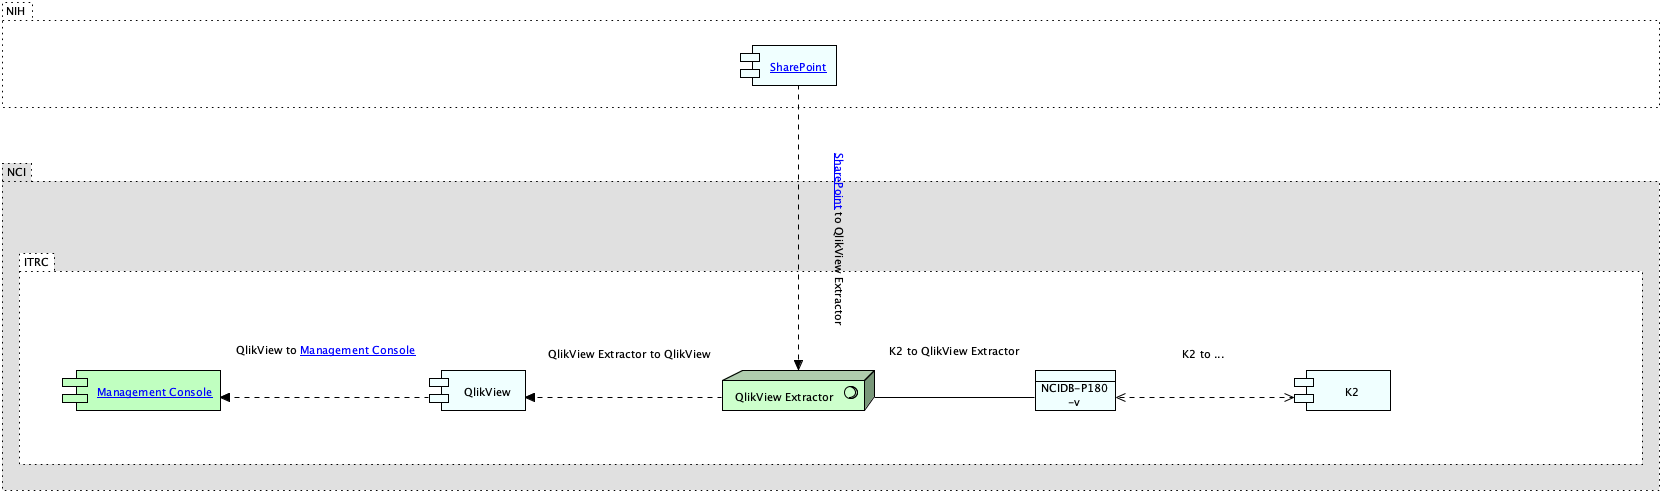 NIH
SharePoint
NCI
SharePoint to QlikView Extractor
ITRC
QlikView to Management Console
QlikView Extractor to QlikView
K2 to QlikView Extractor
K2 to ...
Management Console
QlikView
QlikView Extractor
NCIDB-P180
-v
K2